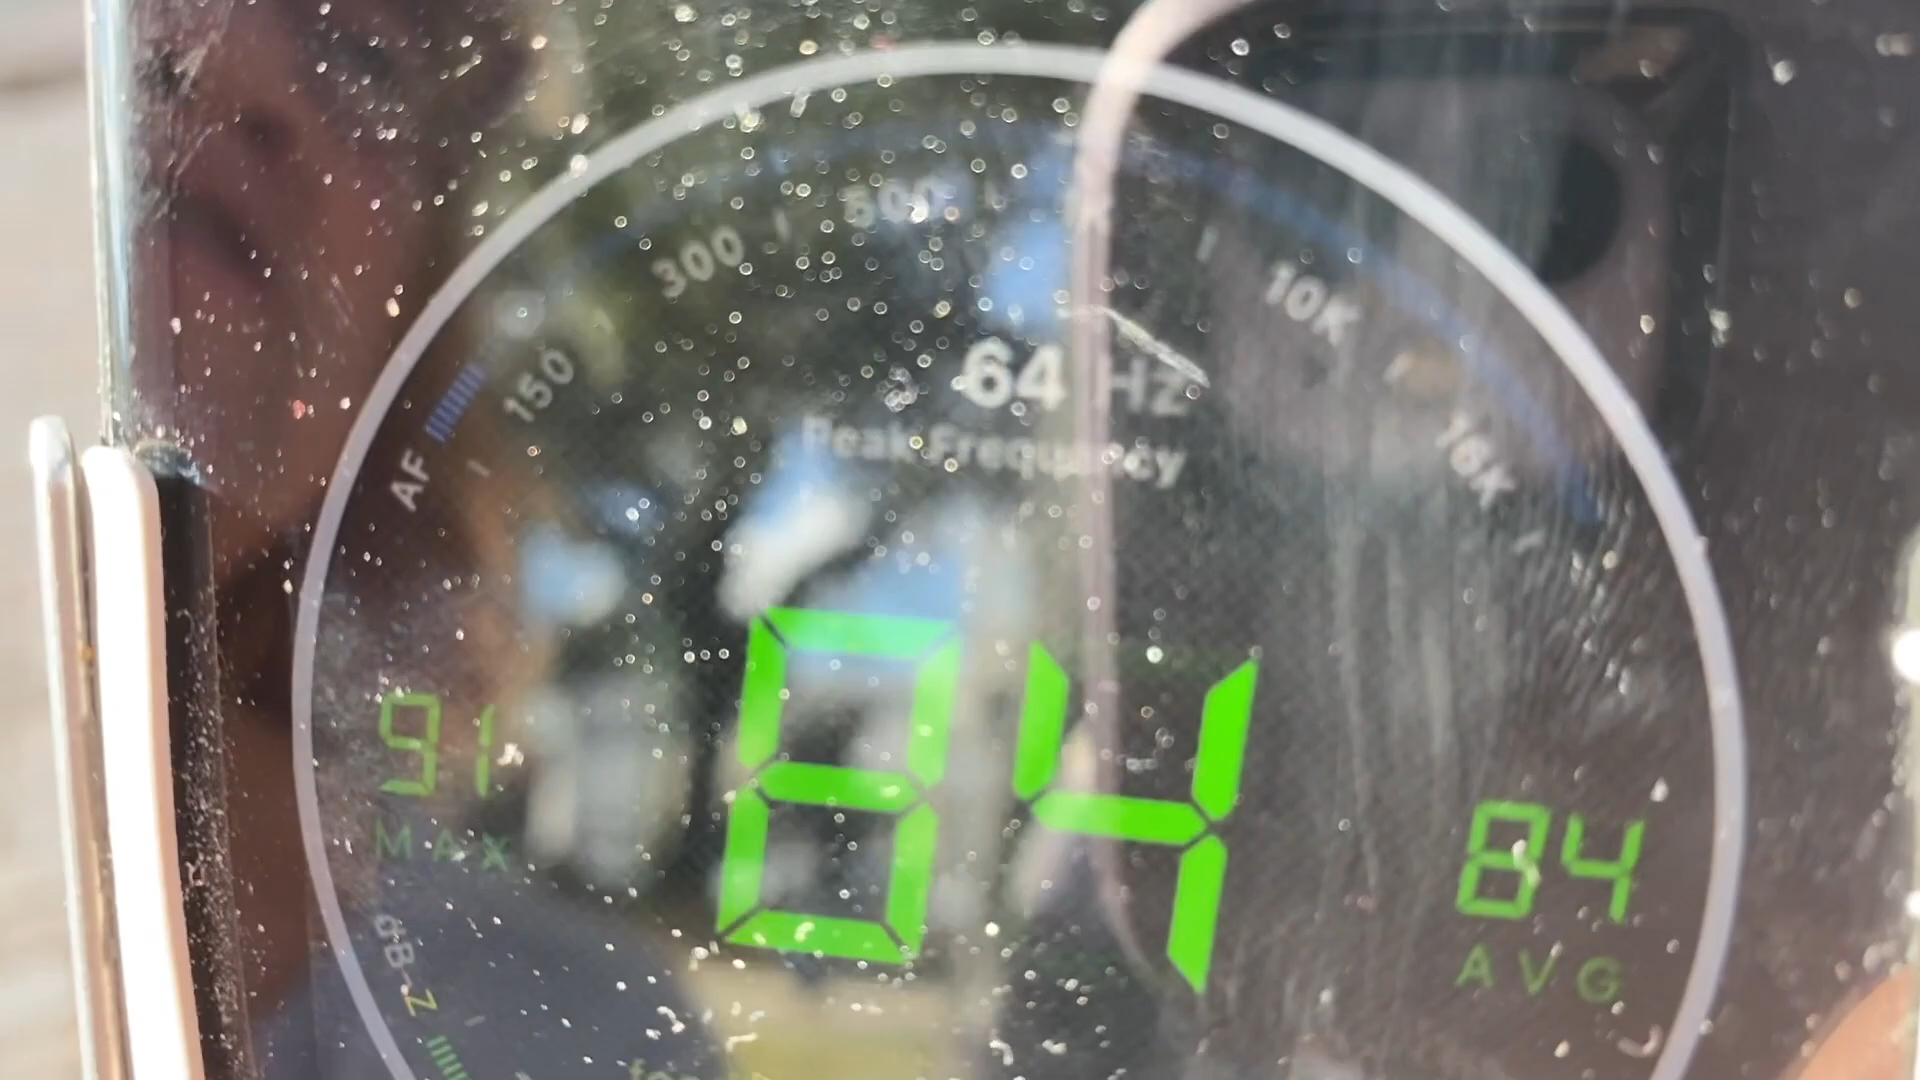 500
300
10K
150
64 HZ
Peak Frequency
16K
AF
84
91
MAX
84
AVG
dB-Z